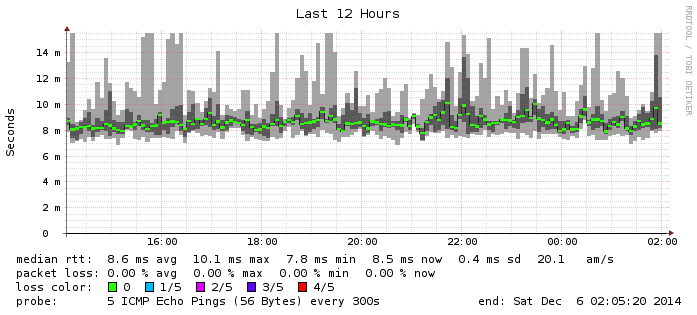 Last 12 Hours
RRDTOOL / TOBI OETIKER
Seconds
14 m
12 m
10 m
8 m
6 m
4 m
2 m
0
16:00 18:00 20:00 22:00 00:00 02:00
median rtt: 8.6 ms avg 10.1 ms max 7.8 ms min 8.5 ms now 0.4 ms sd 20.1 am/s
packet loss: 0.00 % avg 0.00 % max 0.00 % min 0.00 % now
loss color: 0 1/5 2/5 3/5 4/5
probe: 5 ICMP Echo Pings (56 Bytes) every 300s end: Sat Dec 6 02:05:20 2014